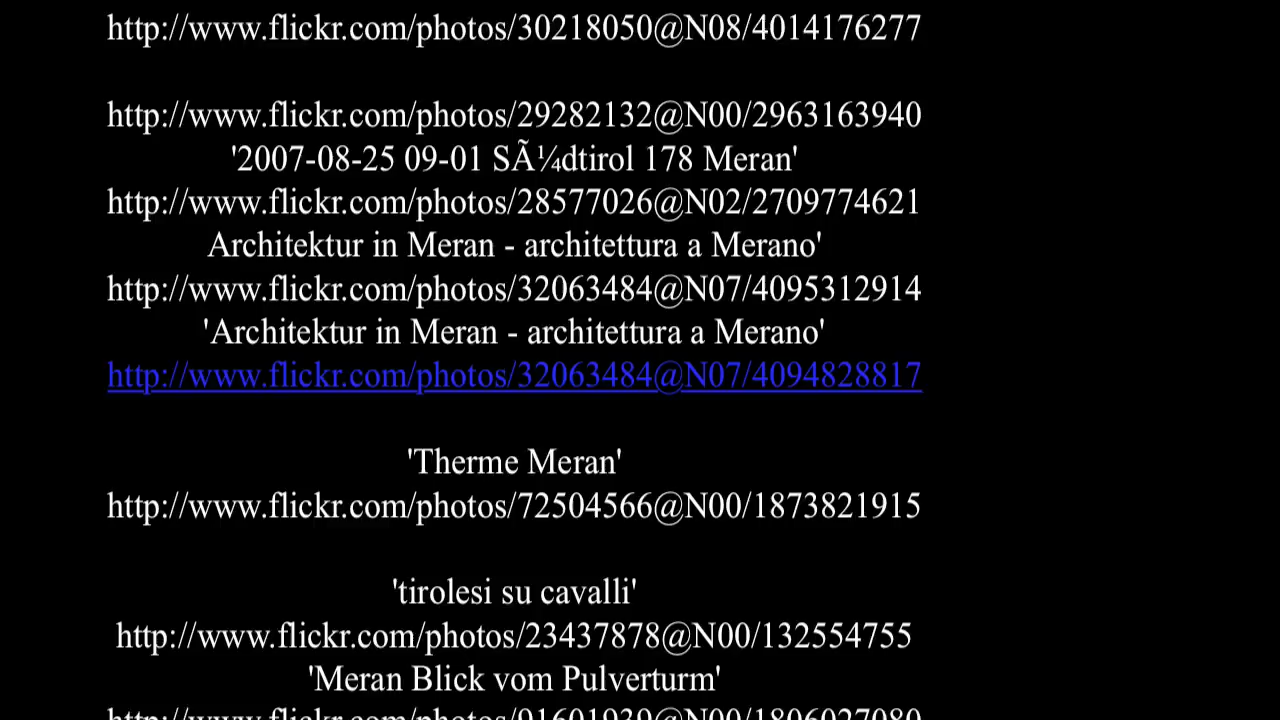 http://www.flickr.com/photos/30218050@N08/4014176277
http://www.flickr.com/photos/29282132@N00/2963163940
'2007-08-25 09-01 SÃ¼dtirol 178 Meran'
http://www.flickr.com/photos/28577026@N02/2709774621
Architektur in Meran - architettura a Merano'
http://www.flickr.com/photos/32063484@N07/4095312914
'Architektur in Meran - architettura a Merano'
http://www.flickr.com/photos/32063484@N07/4094828817
'Therme Meran'
http://www.flickr.com/photos/72504566@N00/1873821915
'tirolesi su cavalli'
http://www.flickr.com/photos/23437878@N00/132554755
'Meran Blick vom Pulverturm'